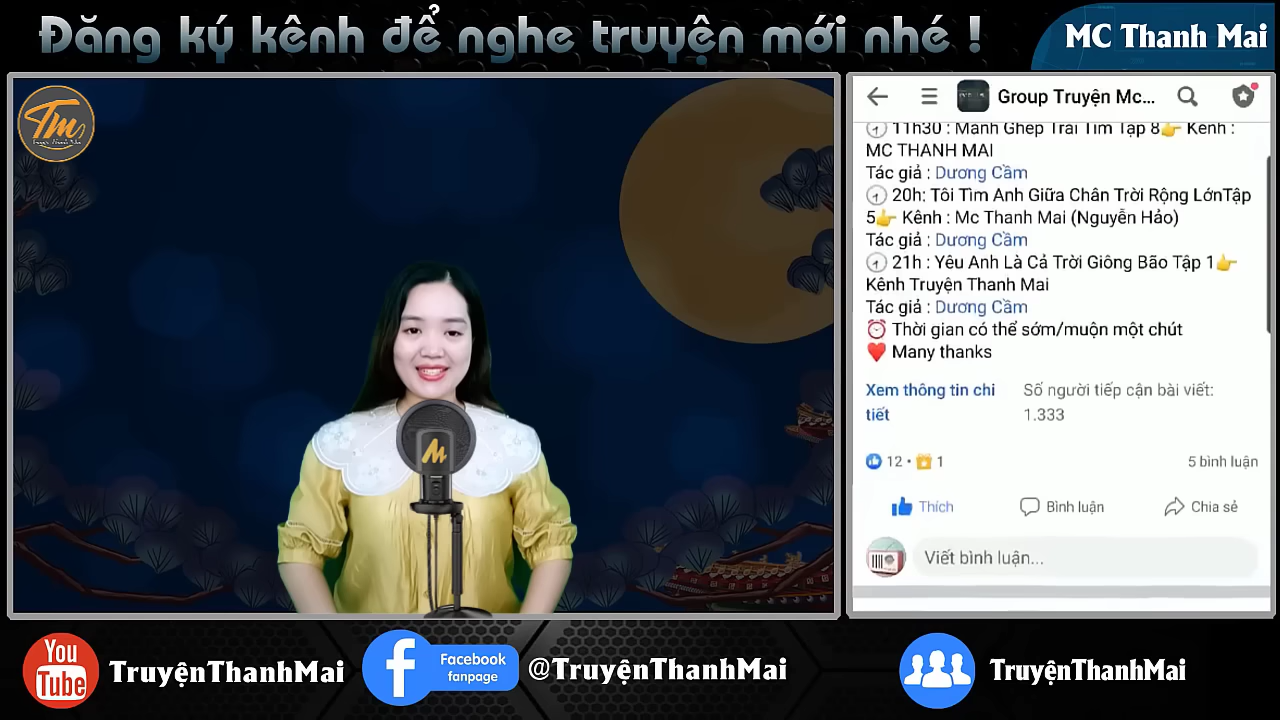 Đăng ký kênh để nghe truyện mới nhé !
MC Thanh Mai
Tm
Truyện Thanh Mai
Group Truyện Mc...
11h30 : Mảnh Ghép Trái Tim Tập 8👉 Kênh :
MC THANH MAI
Tác giả : Dương Cầm
20h: Tôi Tìm Anh Giữa Chân Trời Rộng LớnTập
5👉 Kênh : Mc Thanh Mai (Nguyễn Hảo)
Tác giả : Dương Cầm
21h : Yêu Anh Là Cả Trời Giông Bão Tập 1👉
Kênh Truyện Thanh Mai
Tác giả : Dương Cầm
⏰ Thời gian có thể sớm/muộn một chút
❤️ Many thanks
Xem thông tin chi
tiết
Số người tiếp cận bài viết:
1.333
12 • 1
5 bình luận
Thích
Bình luận
Chia sẻ
Viết bình luận...
You
Tube
TruyệnThanhMai
Facebook
fanpage
@TruyệnThanhMai
TruyệnThanhMai